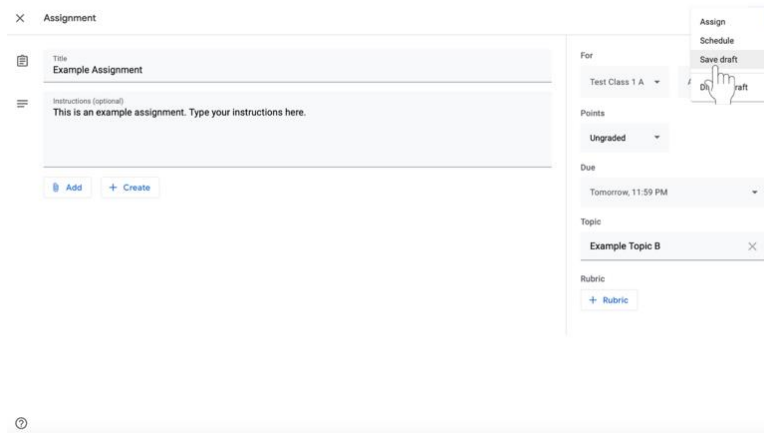 Assignment
Assign
Schedule
Save draft
Title
Example Assignment
Instructions (optional)
This is an example assignment. Type your instructions here.
Add
Create
For
Test Class 1 A
Points
Ungraded
Due
Tomorrow, 11:59 PM
Topic
Example Topic B
Rubric
Rubric